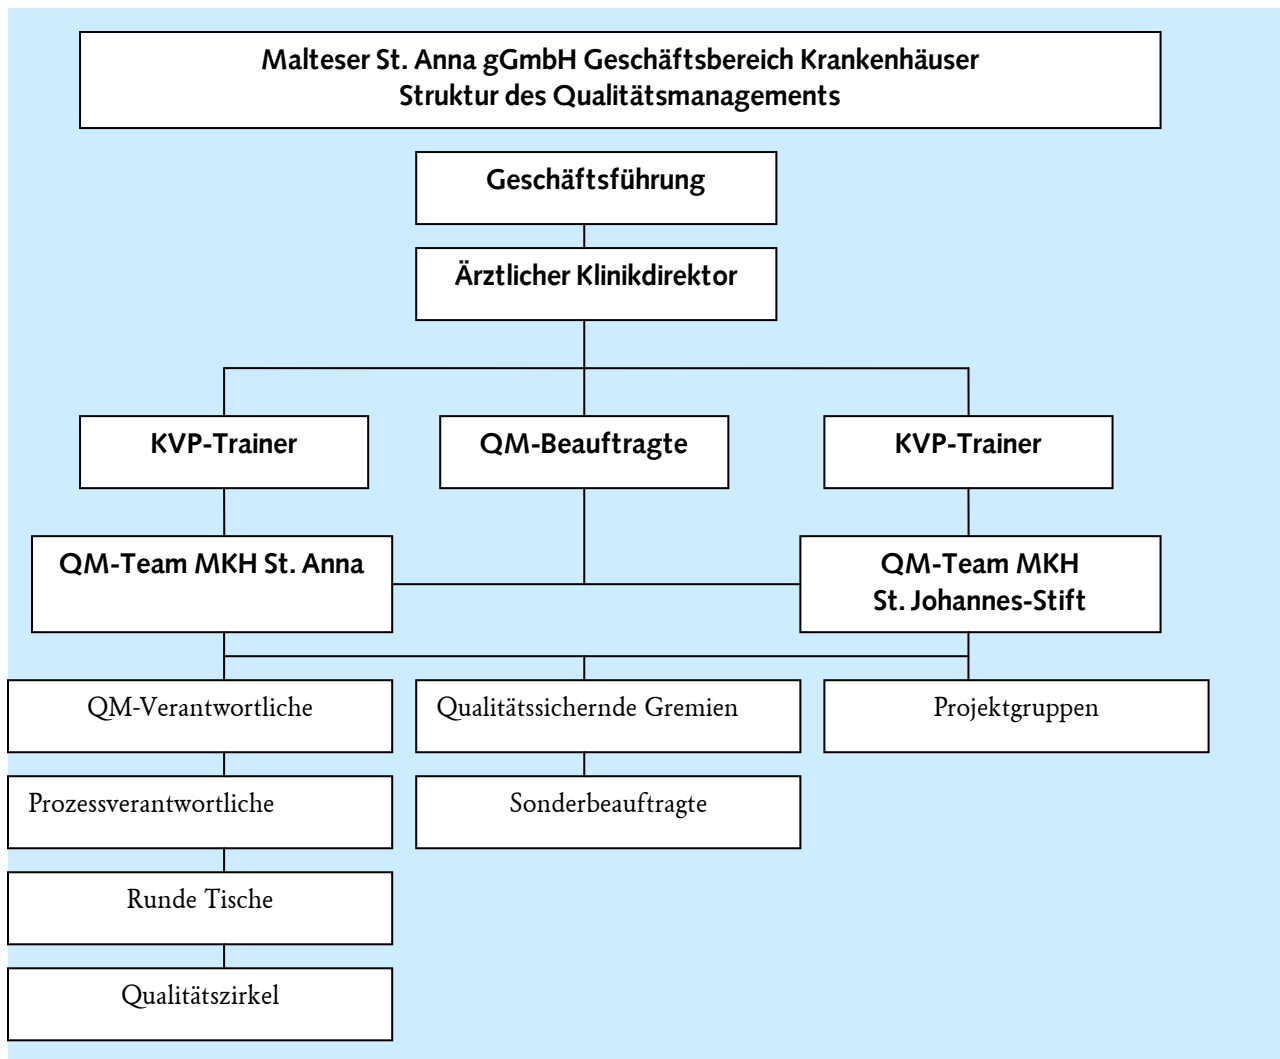 Malteser St. Anna gGmbH Geschäftsbereich Krankenhäuser
Struktur des Qualitätsmanagements
Geschäftsführung
Ärztlicher Klinikdirektor
KVP-Trainer
QM-Beauftragte
KVP-Trainer
QM-Team MKH St. Anna
QM-Team MKH
St. Johannes-Stift
QM-Verantwortliche
Qualitätssichernde Gremien
Projektgruppen
Prozessverantwortliche
Sonderbeauftragte
Runde Tische
Qualitätszirkel